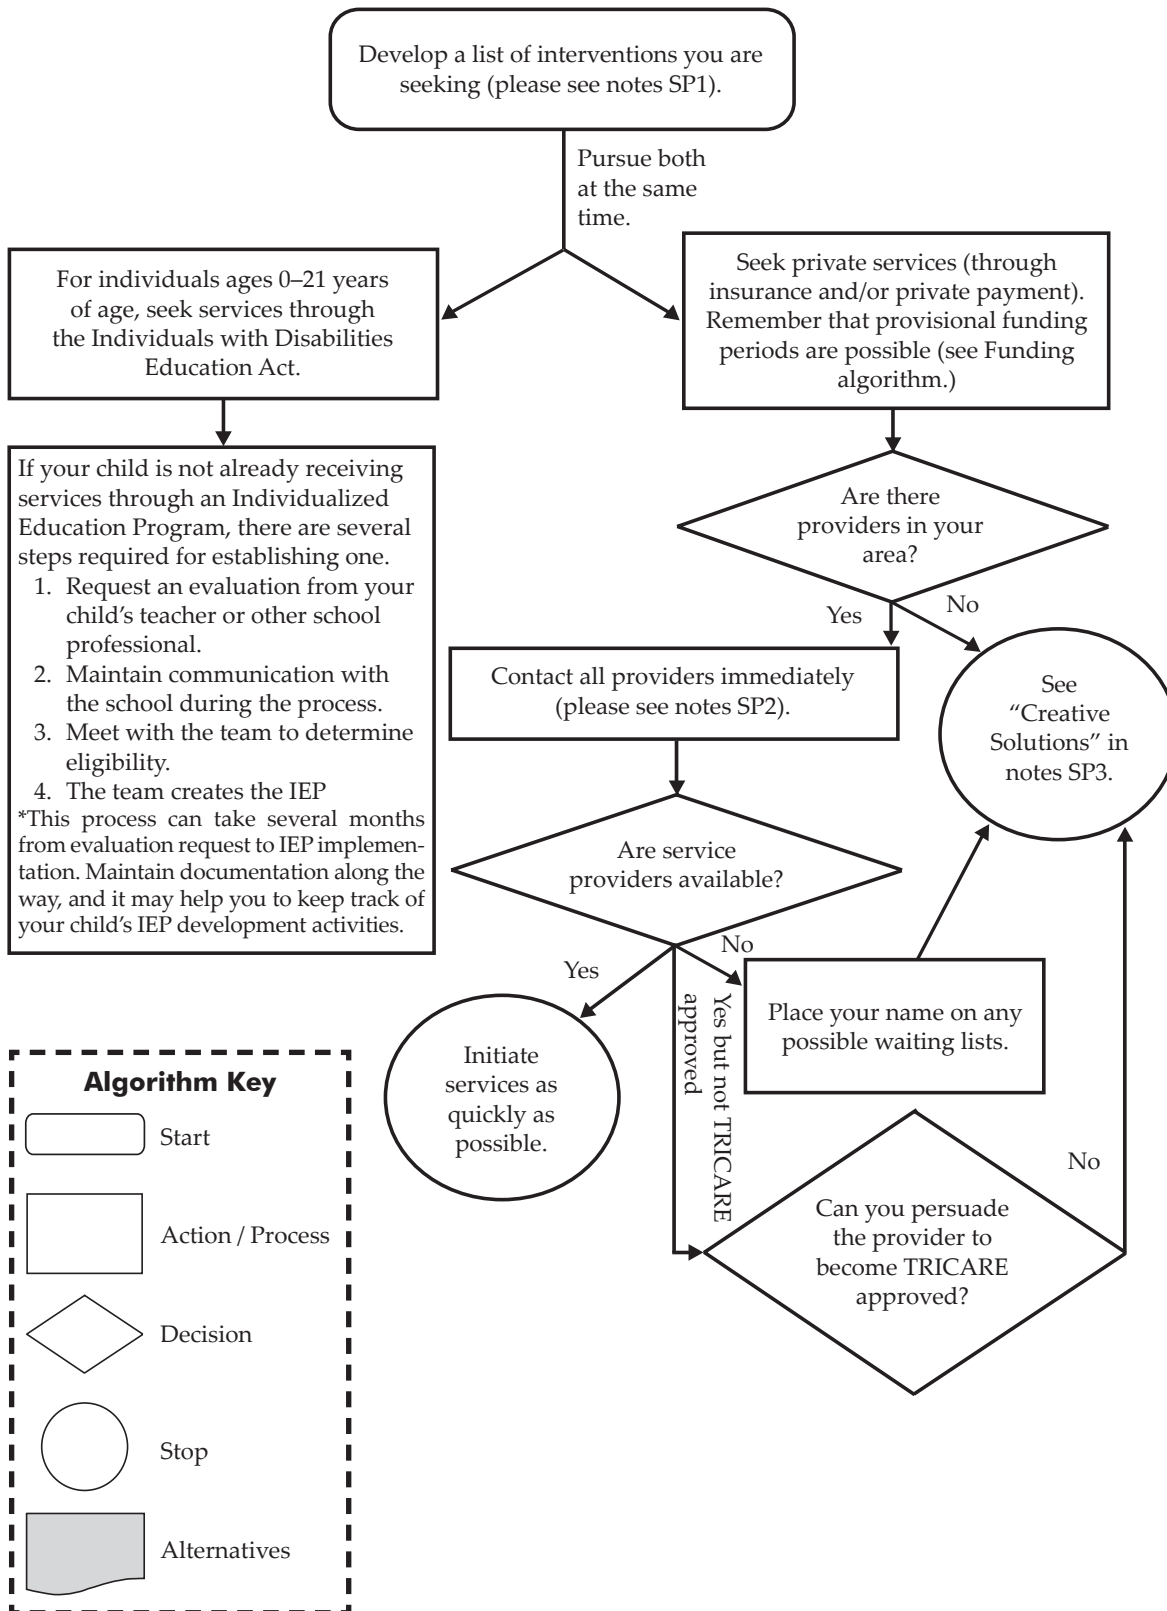 Develop a list of interventions you are
seeking (please see notes SP1).
Pursue both
at the same
time.
For individuals ages 0–21 years
of age, seek services through
the Individuals with Disabilities
Education Act.
Seek private services (through
insurance and/or private payment).
Remember that provisional funding
periods are possible (see Funding
algorithm.)
If your child is not already receiving
services through an Individualized
Education Program, there are several
steps required for establishing one.
1. Request an evaluation from your
child’s teacher or other school
professional.
2. Maintain communication with
the school during the process.
3. Meet with the team to determine
eligibility.
4. The team creates the IEP
*This process can take several months
from evaluation request to IEP implemen-
tation. Maintain documentation along the
way, and it may help you to keep track of
your child’s IEP development activities.
Are there
providers in your
area?
Yes
No
Contact all providers immediately
(please see notes SP2).
See
“Creative
Solutions” in
notes SP3.
Are service
providers available?
Yes
No
Yes but not TRICARE
approved
Place your name on any
possible waiting lists.
Initiate
services as
quickly as
possible.
Can you persuade
the provider to
become TRICARE
approved?
No
Algorithm Key
Start
Action / Process
Decision
Stop
Alternatives